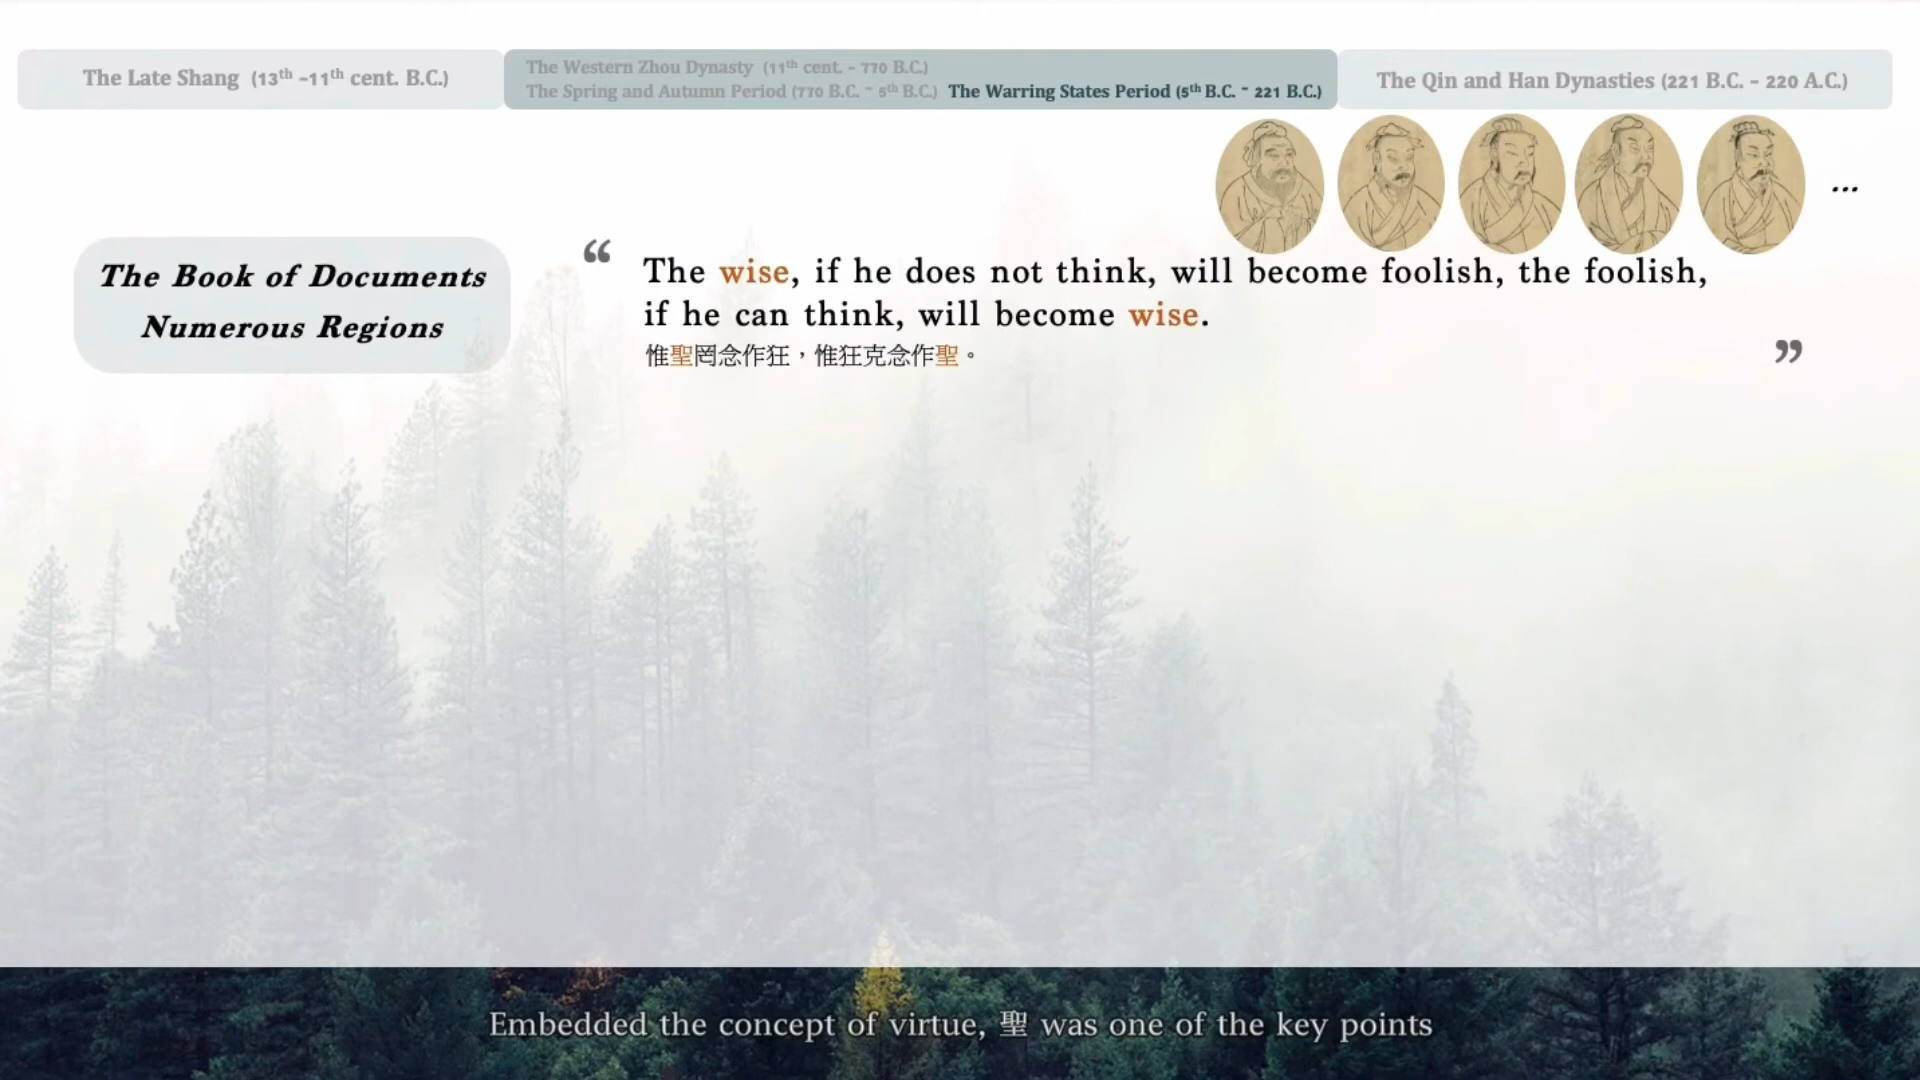 The Late Shang (13th -11th cent. B.C.)
The Western Zhou Dynasty (11th cent. - 770 B.C.)
The Spring and Autumn Period (770 B.C. ~ 5th B.C.) The Warring States Period (5th B.C. ~ 221 B.C.)
The Qin and Han Dynasties (221 B.C. - 220 A.C.)
...
The Book of Documents
Numerous Regions
“ The wise, if he does not think, will become foolish, the foolish,
if he can think, will become wise.
惟聖罔念作狂，惟狂克念作聖。 ”
Embedded the concept of virtue, 聖 was one of the key points